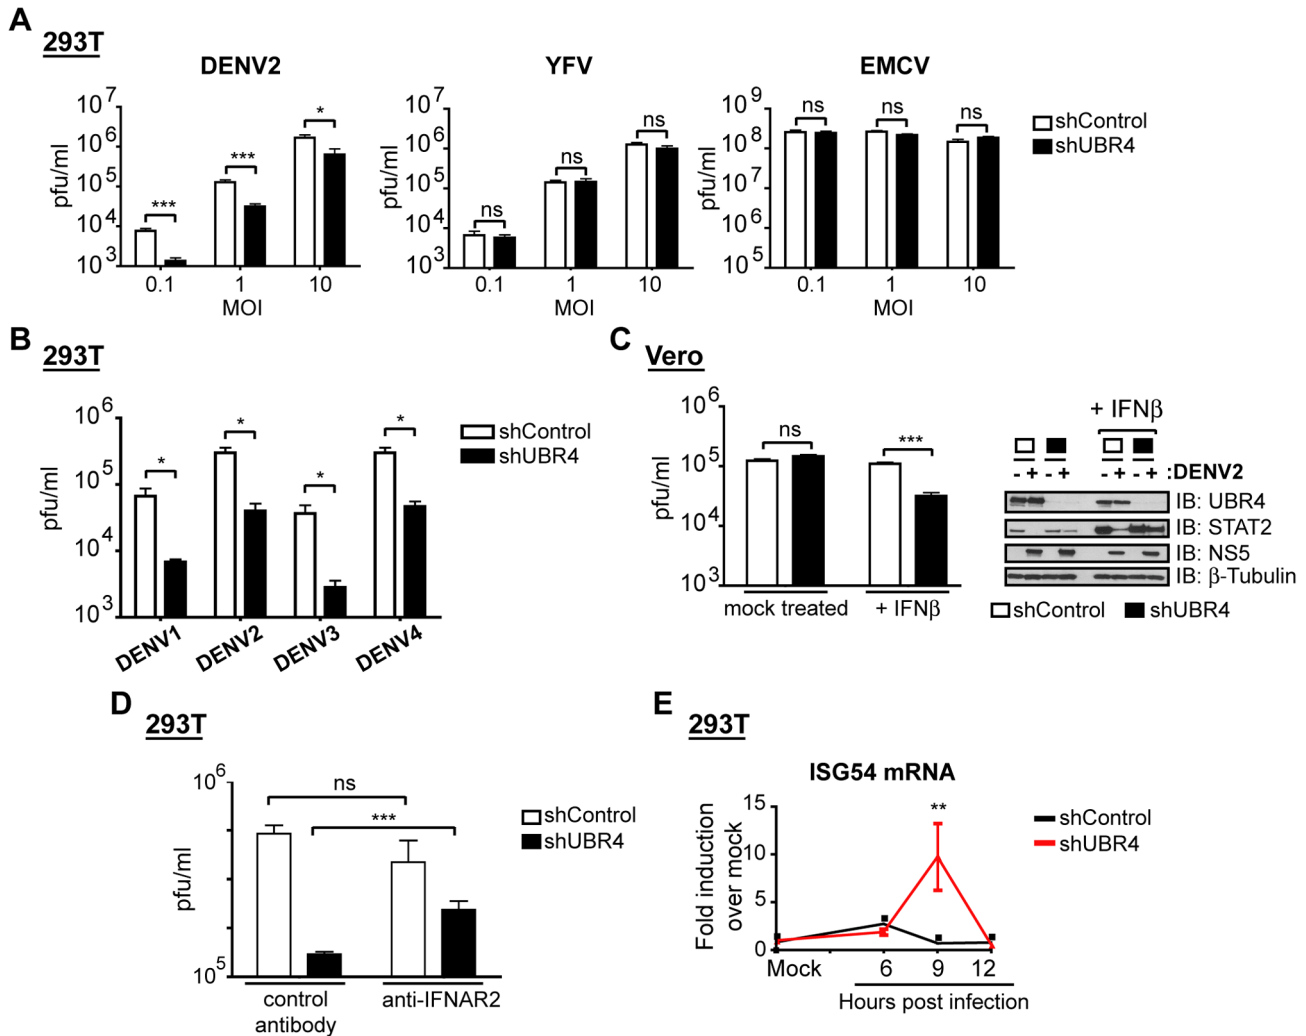 A
293T
DENV2
YFV
EMCV
10^7
10^6
10^5
10^4
10^3
pfu/ml
***
***
*
0.1
1
10
MOI
10^7
10^6
10^5
10^4
10^3
pfu/ml
ns
ns
ns
0.1
1
10
MOI
10^9
10^8
10^7
10^6
10^5
pfu/ml
ns
ns
ns
0.1
1
10
MOI
shControl
shUBR4
B
293T
10^6
10^5
10^4
10^3
pfu/ml
*
*
*
*
DENV1
DENV2
DENV3
DENV4
shControl
shUBR4
C
Vero
10^6
10^5
10^4
10^3
pfu/ml
ns
***
mock treated
+ IFNβ
+ IFNβ
- + - + - + - + :DENV2
IB: UBR4
IB: STAT2
IB: NS5
IB: β-Tubulin
shControl
shUBR4
D
293T
10^6
10^5
pfu/ml
ns
***
control
antibody
anti-IFNAR2
shControl
shUBR4
E
293T
ISG54 mRNA
Fold induction
over mock
15
10
5
0
**
Mock
6
9
12
Hours post infection
shControl
shUBR4